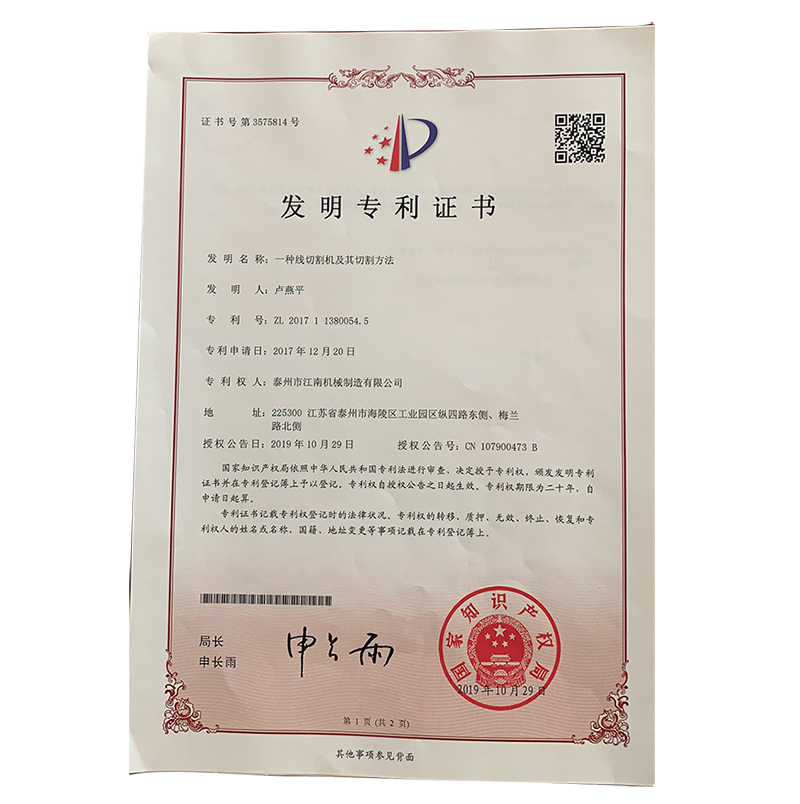 证书号第3575814号
发明专利证书
发明名称：一种线切割机及其切割方法
发明人：卢燕平
专利号：ZL 2017 1 1380054.5
专利申请日：2017年12月20日
专利权人：泰州市江南机械制造有限公司
地址：225300 江苏省泰州市海陵区工业园区纵四路东侧、梅兰
路北侧
授权公告日：2019年10月29日 授权公告号：CN 107900473 B
国家知识产权局依照中华人民共和国专利法进行审查，决定授予专利权，颁发发明专利
证书并在专利登记簿上予以登记。专利权自授权公告之日起生效。专利权期限为二十年，自
申请日起算。
专利证书记载专利权登记时的法律状况。专利权的转移、质押、无效、终止、恢复和专
利权人的姓名或名称、国籍、地址变更等事项记载在专利登记簿上。
局长
申长雨
申长雨
国家知识产权局
2019年10月29日
第1页（共2页）
其他事项参见背面